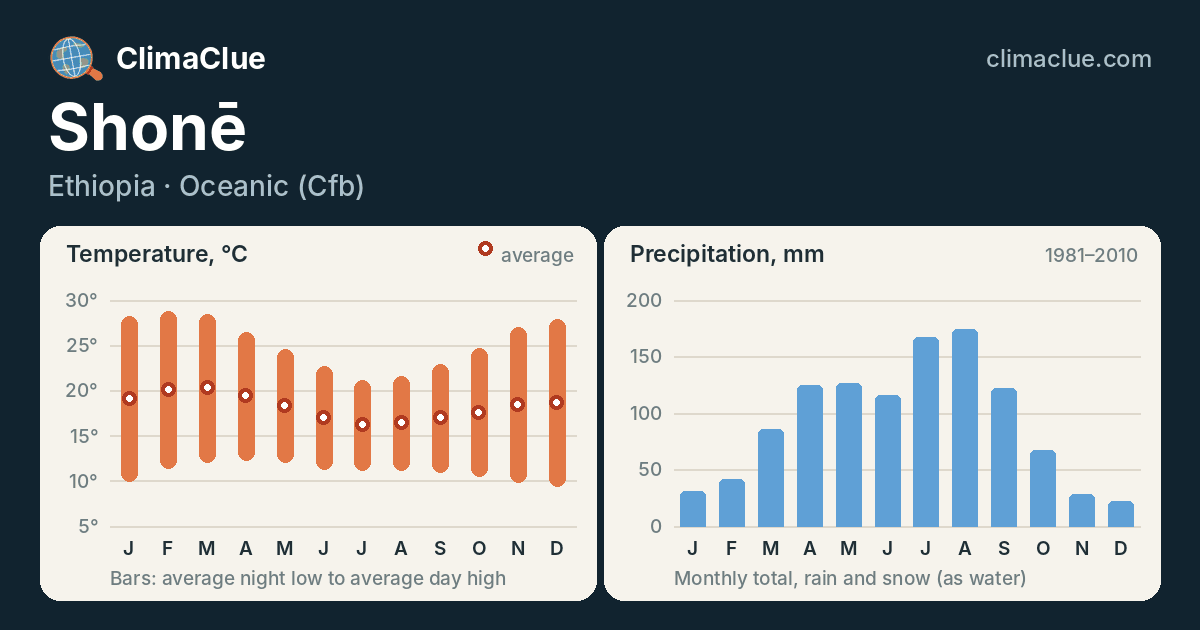 ClimaClue
climaclue.com
Shonē
Ethiopia · Oceanic (Cfb)
Temperature, °C
average
30°
25°
20°
15°
10°
5°
J F M A M J J A S O N D
Bars: average night low to average day high
Precipitation, mm
1981–2010
200
150
100
50
0
J F M A M J J A S O N D
Monthly total, rain and snow (as water)